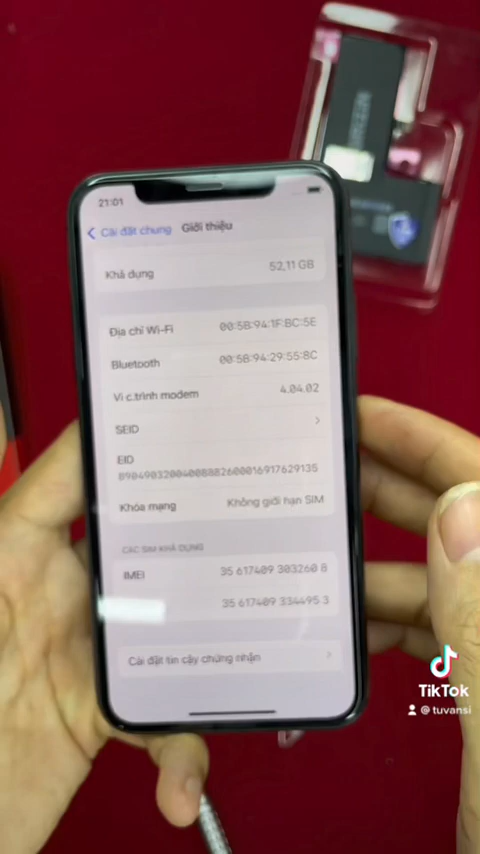 21:01
Cài đặt chung Giới thiệu
Khả dụng 52,11 GB
Địa chỉ Wi-Fi 00:5B:94:1F:BC:5E
Bluetooth 00:5B:94:29:55:8C
Vi c.trình modem 4.04.02
SEID
EID
Khóa mạng Không giới hạn SIM
CÁC SIM KHẢ DỤNG
IMEI 35 617409 303260 8
35 617409 334495 3
Cài đặt tin cậy chứng nhận
TikTok
@tuvansi